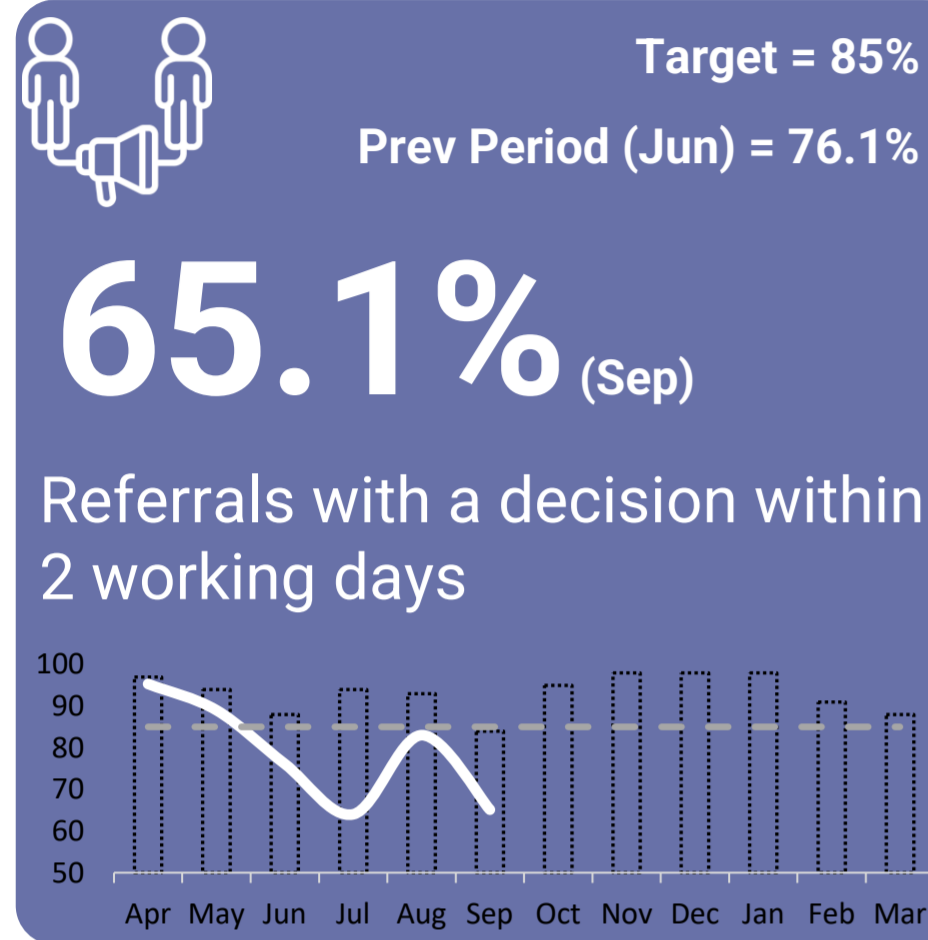 Target = 85%
Prev Period (Jun) = 76.1%
65.1% (Sep)
Referrals with a decision within
2 working days
100
90
80
70
60
50
Apr May Jun Jul Aug Sep Oct Nov Dec Jan Feb Mar